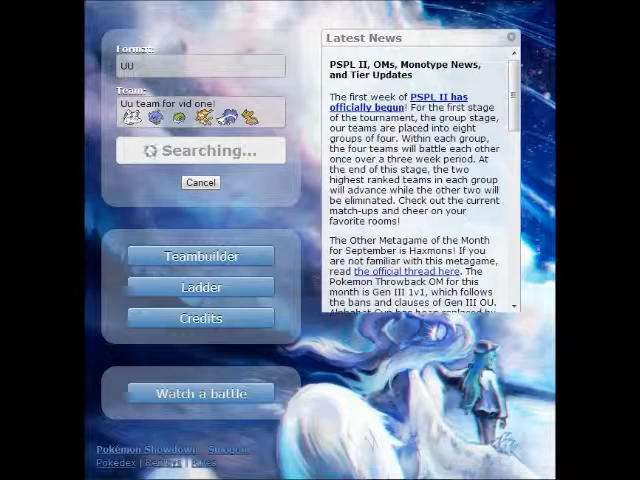 Format:
UU
Team:
Uu team for vid one!
Searching...
Cancel
Teambuilder
Ladder
Credits
Watch a battle
Pokémon Showdown Smogon
Pokedex | Replays | Rules
Latest News
PSPL II, OMs, Monotype News,
and Tier Updates
The first week of PSPL II has
officially begun! For the first stage
of the tournament, the group stage,
our teams are placed into eight
groups of four. Within each group,
the four teams will battle each other
once over a three week period. At
the end of this stage, the two
highest ranked teams in each group
will advance while the other two will
be eliminated. Check out the current
match-ups and cheer on your
favorite rooms!
The Other Metagame of the Month
for September is Haxmons! If you
are not familiar with this metagame,
read the official thread here. The
Pokemon Throwback OM for this
month is Gen III 1v1, which follows
the bans and clauses of Gen III OU.